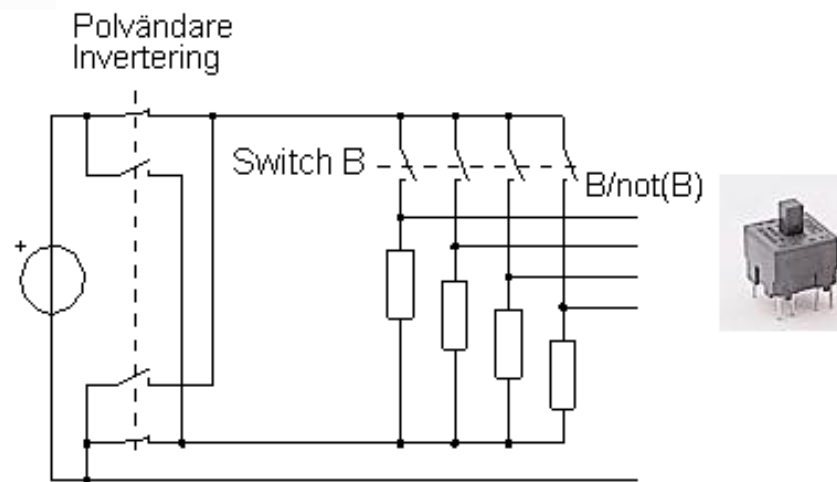 Polvändare
Invertering
Switch B
B/not(B)
+